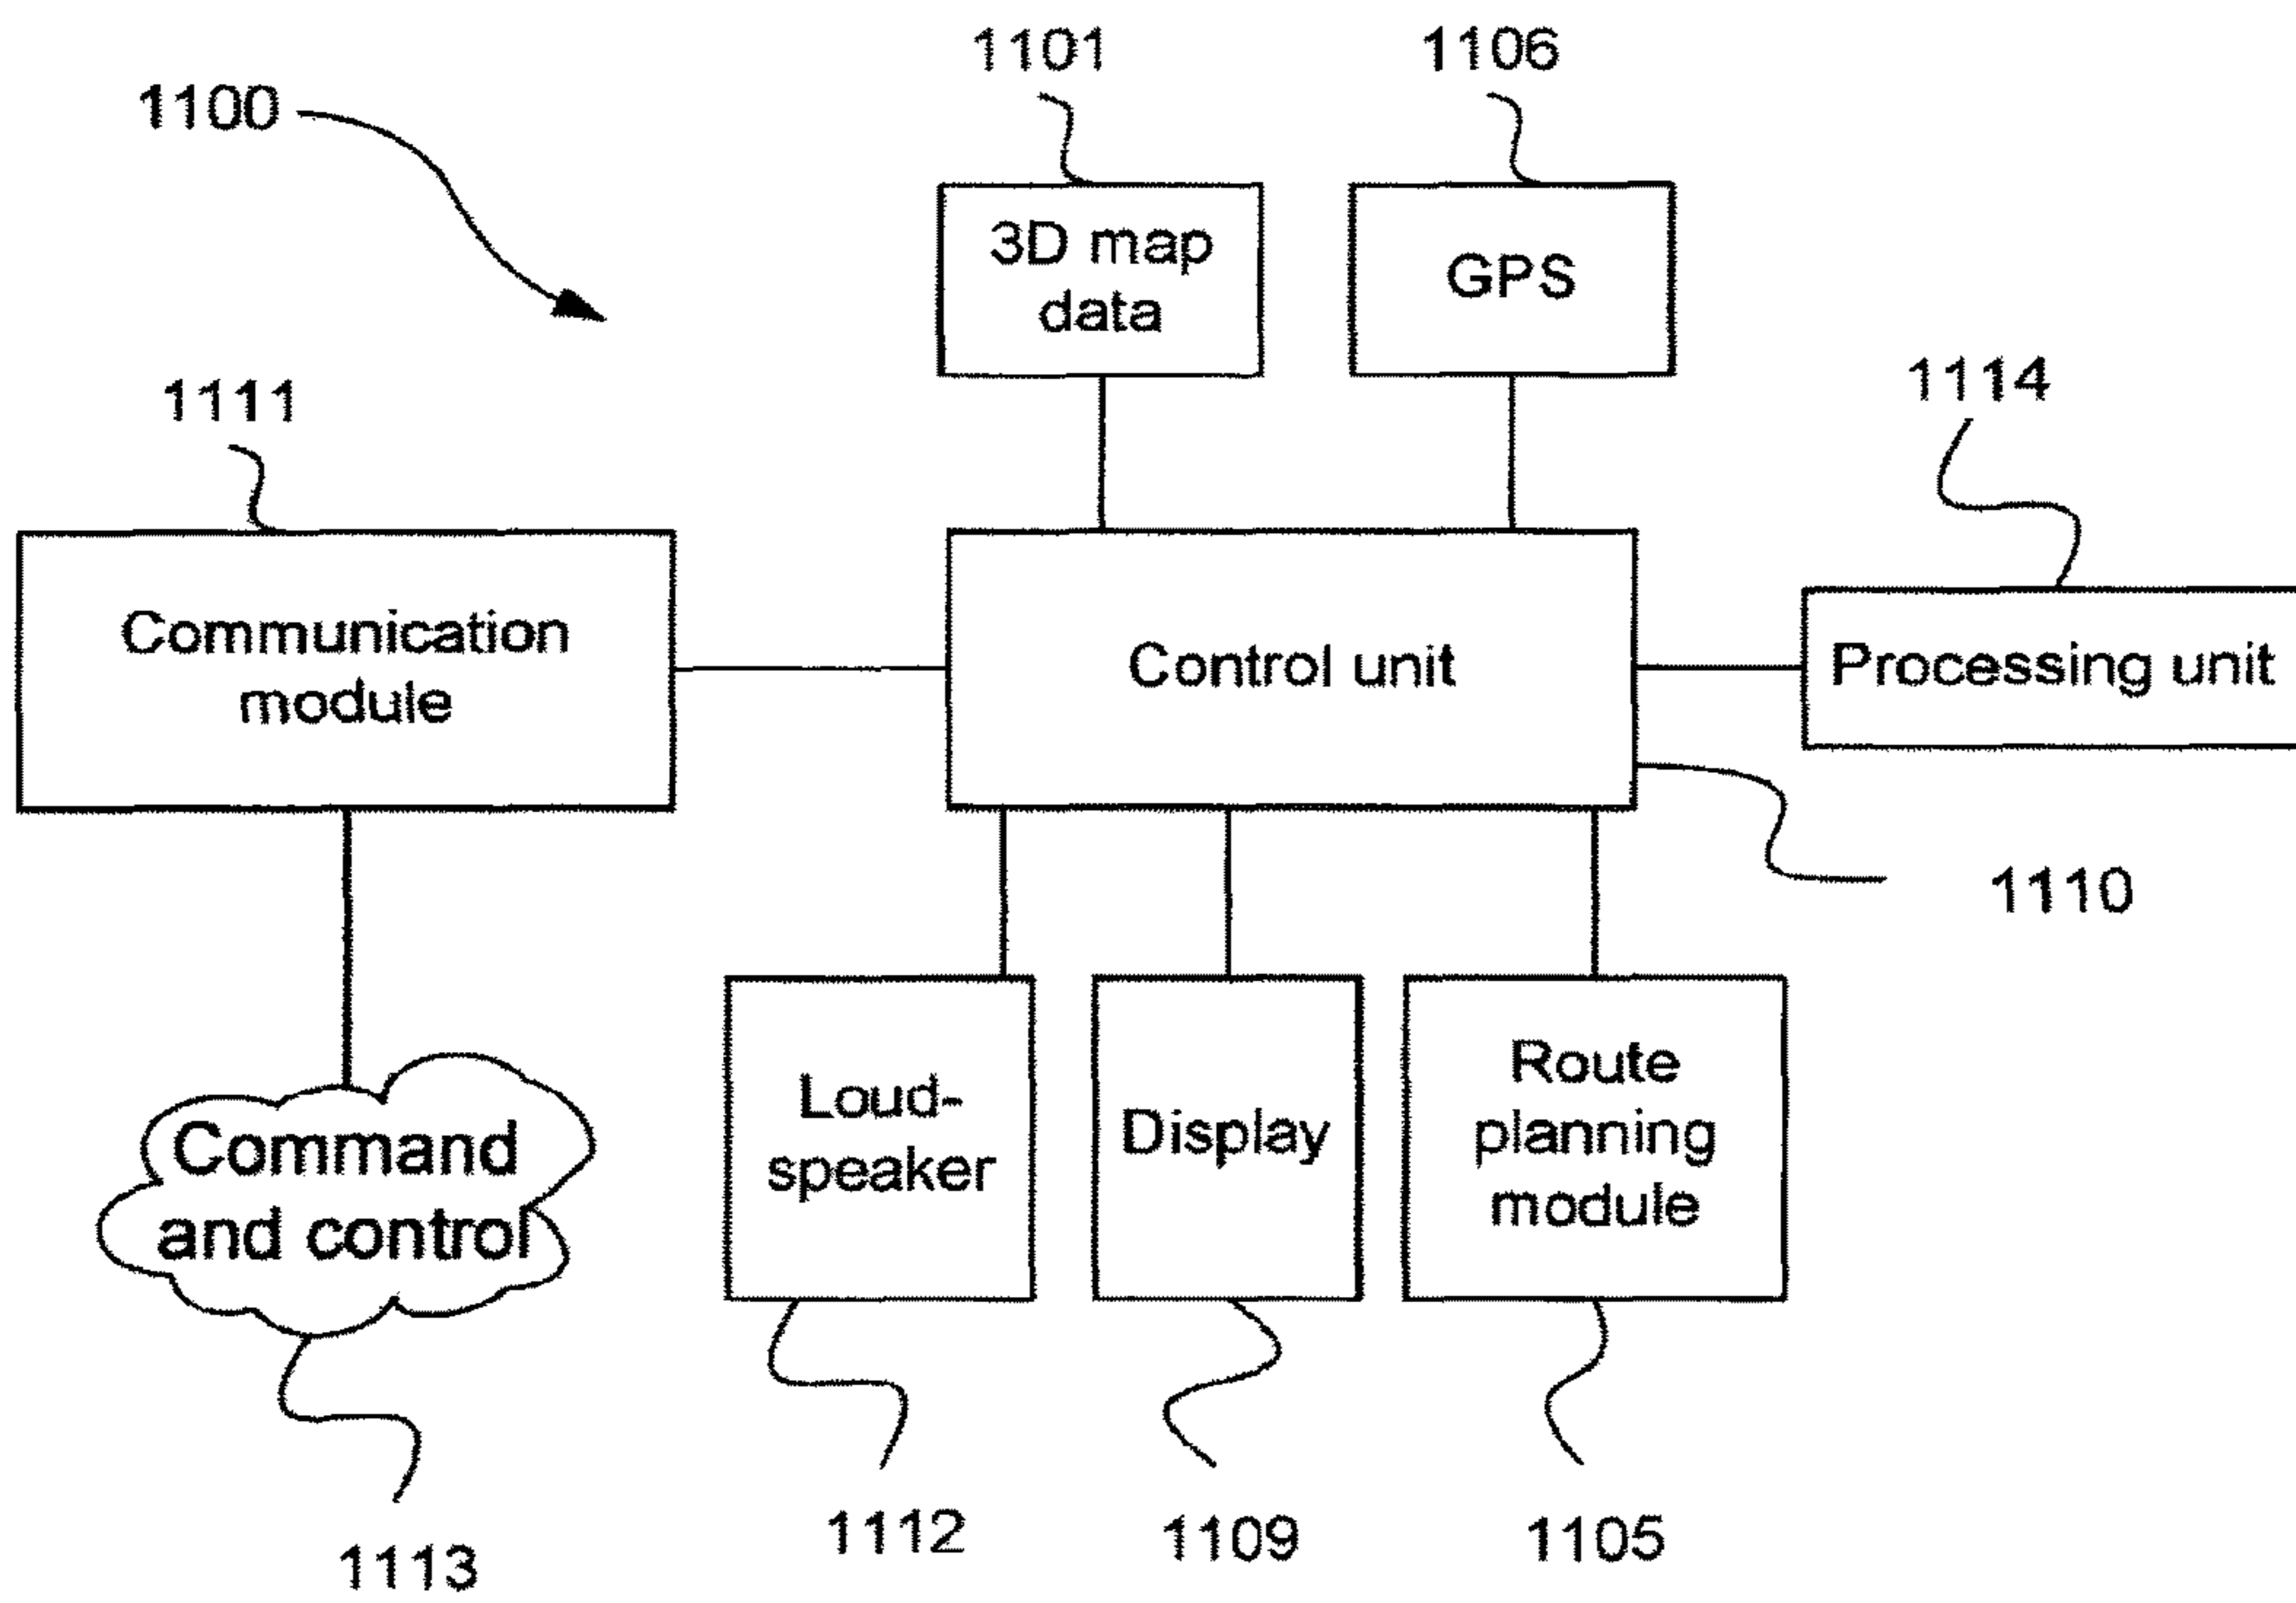 1101
1106
1100
3D map
data
GPS
1114
1111
Communication
module
Control unit
Processing unit
1110
Loud-
speaker
Display
Route
planning
module
Command
and control
1112
1109
1105
1113